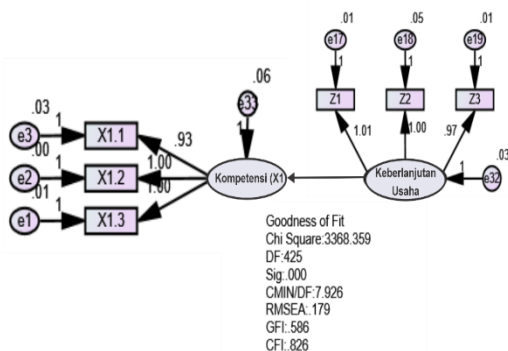 .01 .05 .01
e17 e18 e19
1 1 1
Z1 Z2 Z3
1.01 1.00 .97
.06
e33
1
.03
e3 1 X1.1 .93
.00
e2 1 X1.2 1.00
.01
e1 1 X1.3 1.00
Kompetensi (X1
Keberlanjutan
Usaha
1
.03
e32
Goodness of Fit
Chi Square:3368.359
DF:425
Sig:.000
CMIN/DF:7.926
RMSEA:.179
GFI:.586
CFI:.826